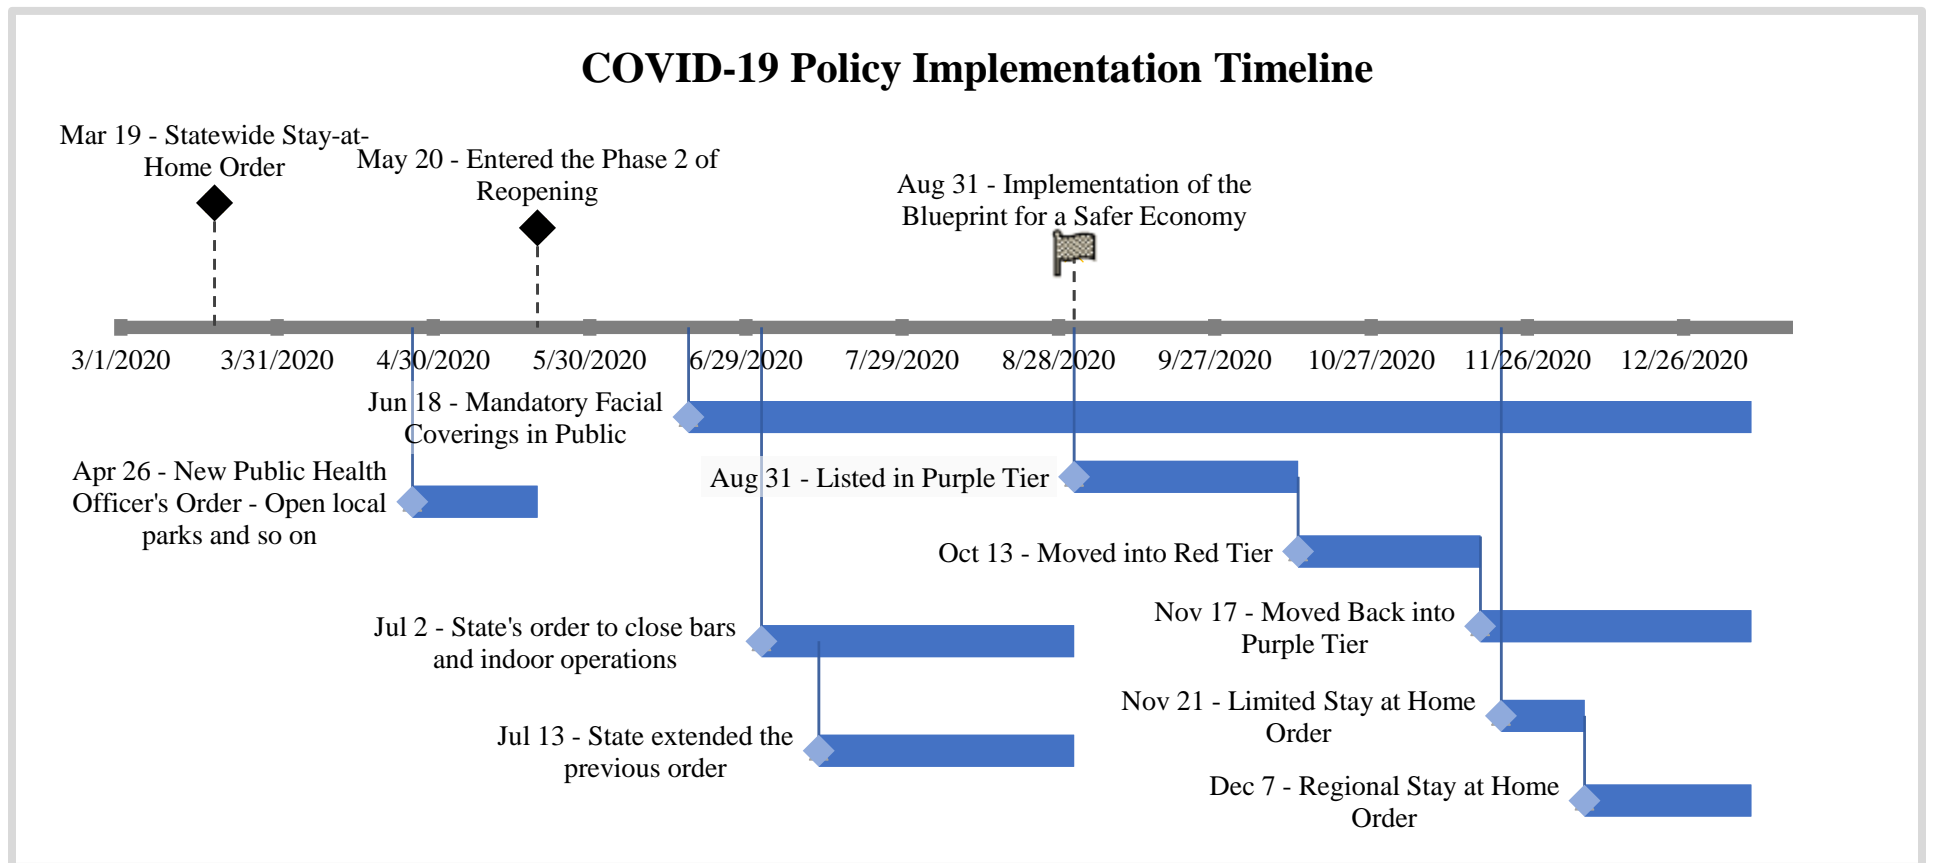 COVID-19 Policy Implementation Timeline
Mar 19 - Statewide Stay-at-
Home Order
May 20 - Entered the Phase 2 of
Reopening
Aug 31 - Implementation of the
Blueprint for a Safer Economy
3/1/2020 3/31/2020 4/30/2020 5/30/2020 6/29/2020 7/29/2020 8/28/2020 9/27/2020 10/27/2020 11/26/2020 12/26/2020
Jun 18 - Mandatory Facial
Coverings in Public
Apr 26 - New Public Health
Officer's Order - Open local
parks and so on
Aug 31 - Listed in Purple Tier
Oct 13 - Moved into Red Tier
Jul 2 - State's order to close bars
and indoor operations
Nov 17 - Moved Back into
Purple Tier
Jul 13 - State extended the
previous order
Nov 21 - Limited Stay at Home
Order
Dec 7 - Regional Stay at Home
Order